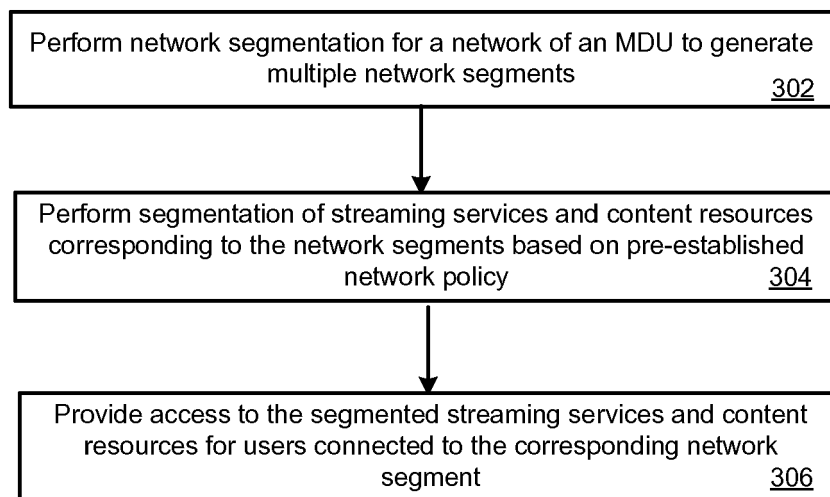 Perform network segmentation for a network of an MDU to generate
multiple network segments
302
Perform segmentation of streaming services and content resources
corresponding to the network segments based on pre-established
network policy
304
Provide access to the segmented streaming services and content
resources for users connected to the corresponding network
segment
306